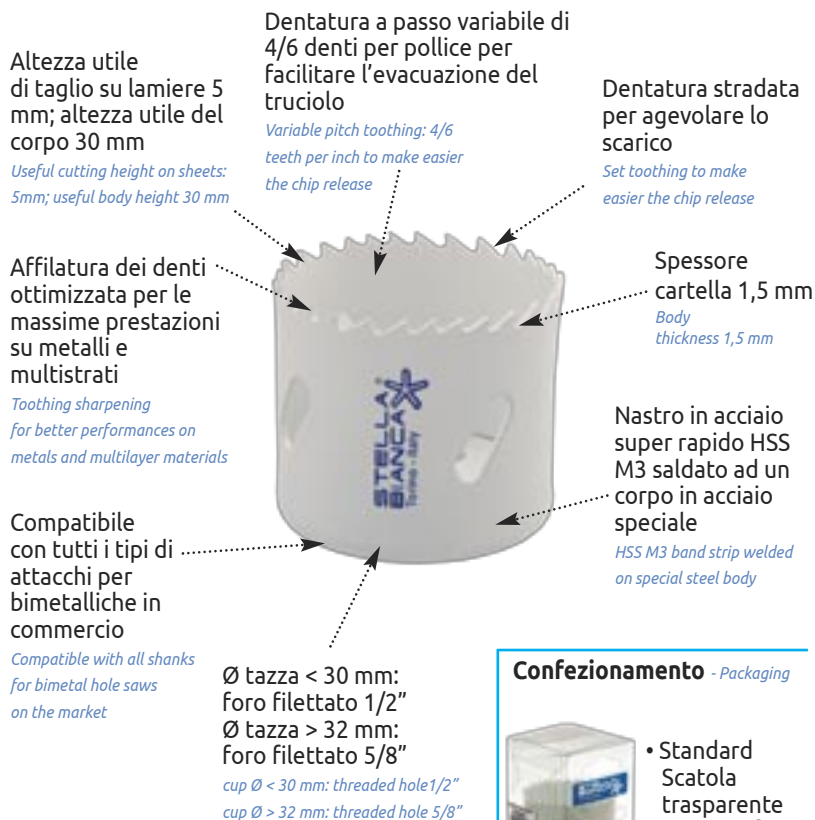 Dentatura a passo variabile di
4/6 denti per pollice per
facilitare l'evacuazione del
truciolo
Variable pitch toothing: 4/6
teeth per inch to make easier
the chip release
Altezza utile
di taglio su lamiere 5
mm; altezza utile del
corpo 30 mm
Useful cutting height on sheets:
5mm; useful body height 30 mm
Dentatura stradata
per agevolare lo
scarico
Set toothing to make
easier the chip release
Affilatura dei denti
ottimizzata per le
massime prestazioni
su metalli e
multistrati
Toothing sharpening
for better performances on
metals and multilayer materials
Spessore
cartella 1,5 mm
Body
thickness 1,5 mm
STELLA
BIANCA®
Torino - Italy
Nastro in acciaio
super rapido HSS
M3 saldato ad un
corpo in acciaio
speciale
HSS M3 band strip welded
on special steel body
Compatibile
con tutti i tipi di
attacchi per
bimetalliche in
commercio
Compatible with all shanks
for bimetal hole saws
on the market
Ø tazza < 30 mm:
foro filettato 1/2"
Ø tazza > 32 mm:
foro filettato 5/8"
cup Ø < 30 mm: threaded hole1/2"
cup Ø > 32 mm: threaded hole 5/8"
Confezionamento - Packaging
• Standard
Scatola
trasparente